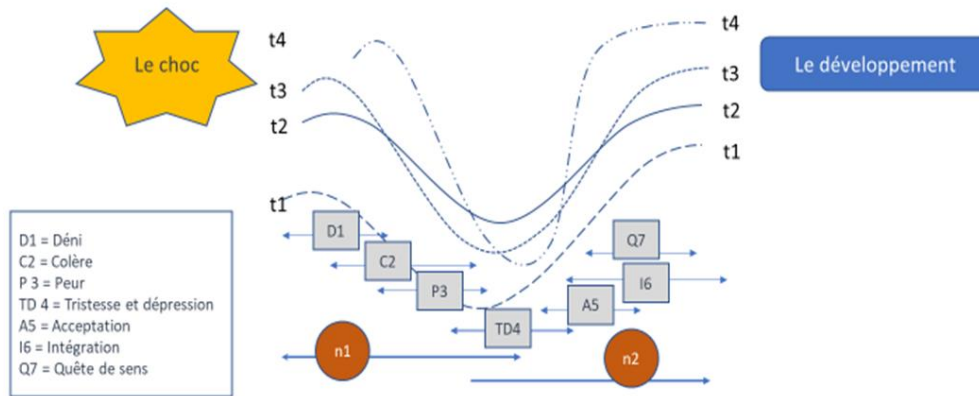 Le choc
t4
t3
t2
t1
t4
t3
t2
t1
Le développement
D1 = Déni
C2 = Colère
P 3 = Peur
TD 4 = Tristesse et dépression
A5 = Acceptation
I6 = Intégration
Q7 = Quête de sens
D1
C2
P3
TD4
A5
I6
Q7
n1
n2